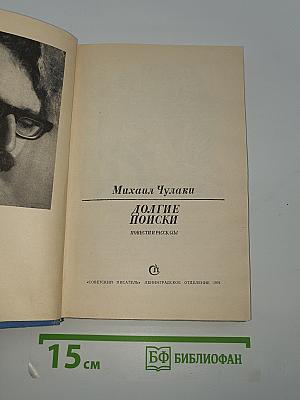 Михаил Чулаки
ДОЛГИЕ
ПОИСКИ
ПОВЕСТИ И РАССКАЗЫ
«СОВЕТСКИЙ ПИСАТЕЛЬ» ЛЕНИНГРАДСКОЕ ОТДЕЛЕНИЕ
15 см
БФ БИБЛИОФАН